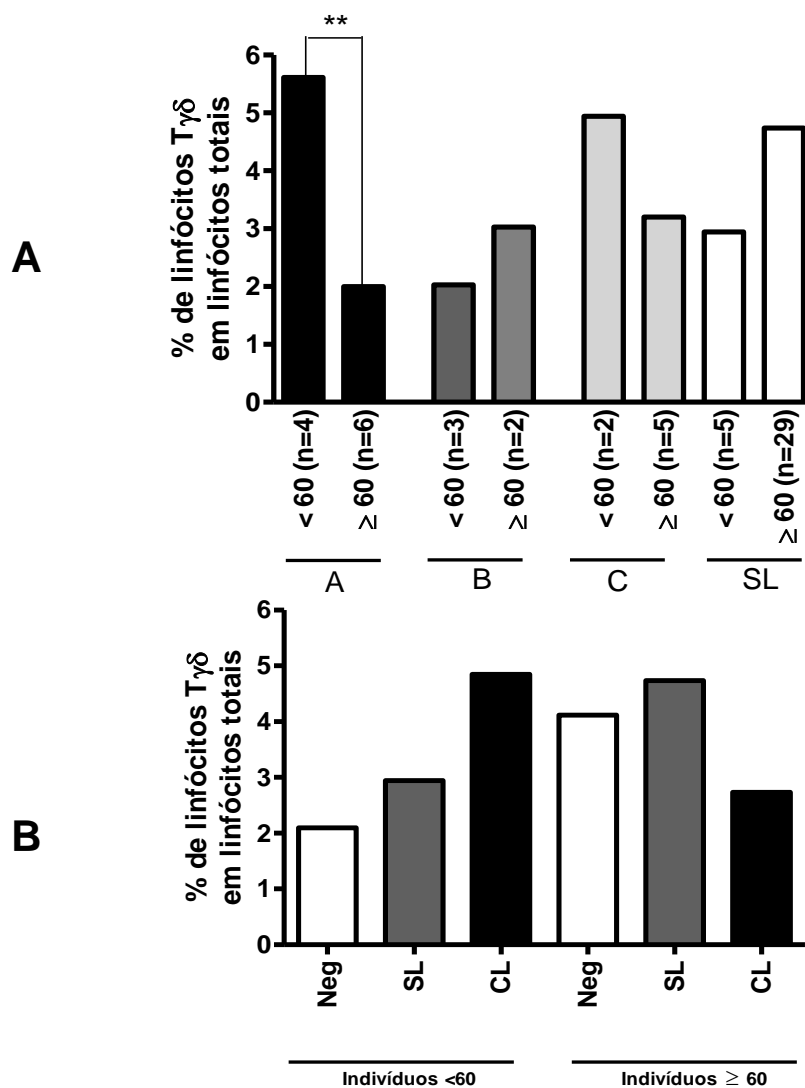 **
6
5
4
3
2
1
0
% de linfócitos Tγδ
em linfócitos totais
A
< 60 (n=4)
≥ 60 (n=6)
< 60 (n=3)
≥ 60 (n=2)
< 60 (n=2)
≥ 60 (n=5)
< 60 (n=5)
≥ 60 (n=29)
A
B
C
SL
6
5
4
3
2
1
0
% de linfócitos Tγδ
em linfócitos totais
B
Neg
SL
CL
Neg
SL
CL
Indivíduos <60
Indivíduos ≥ 60